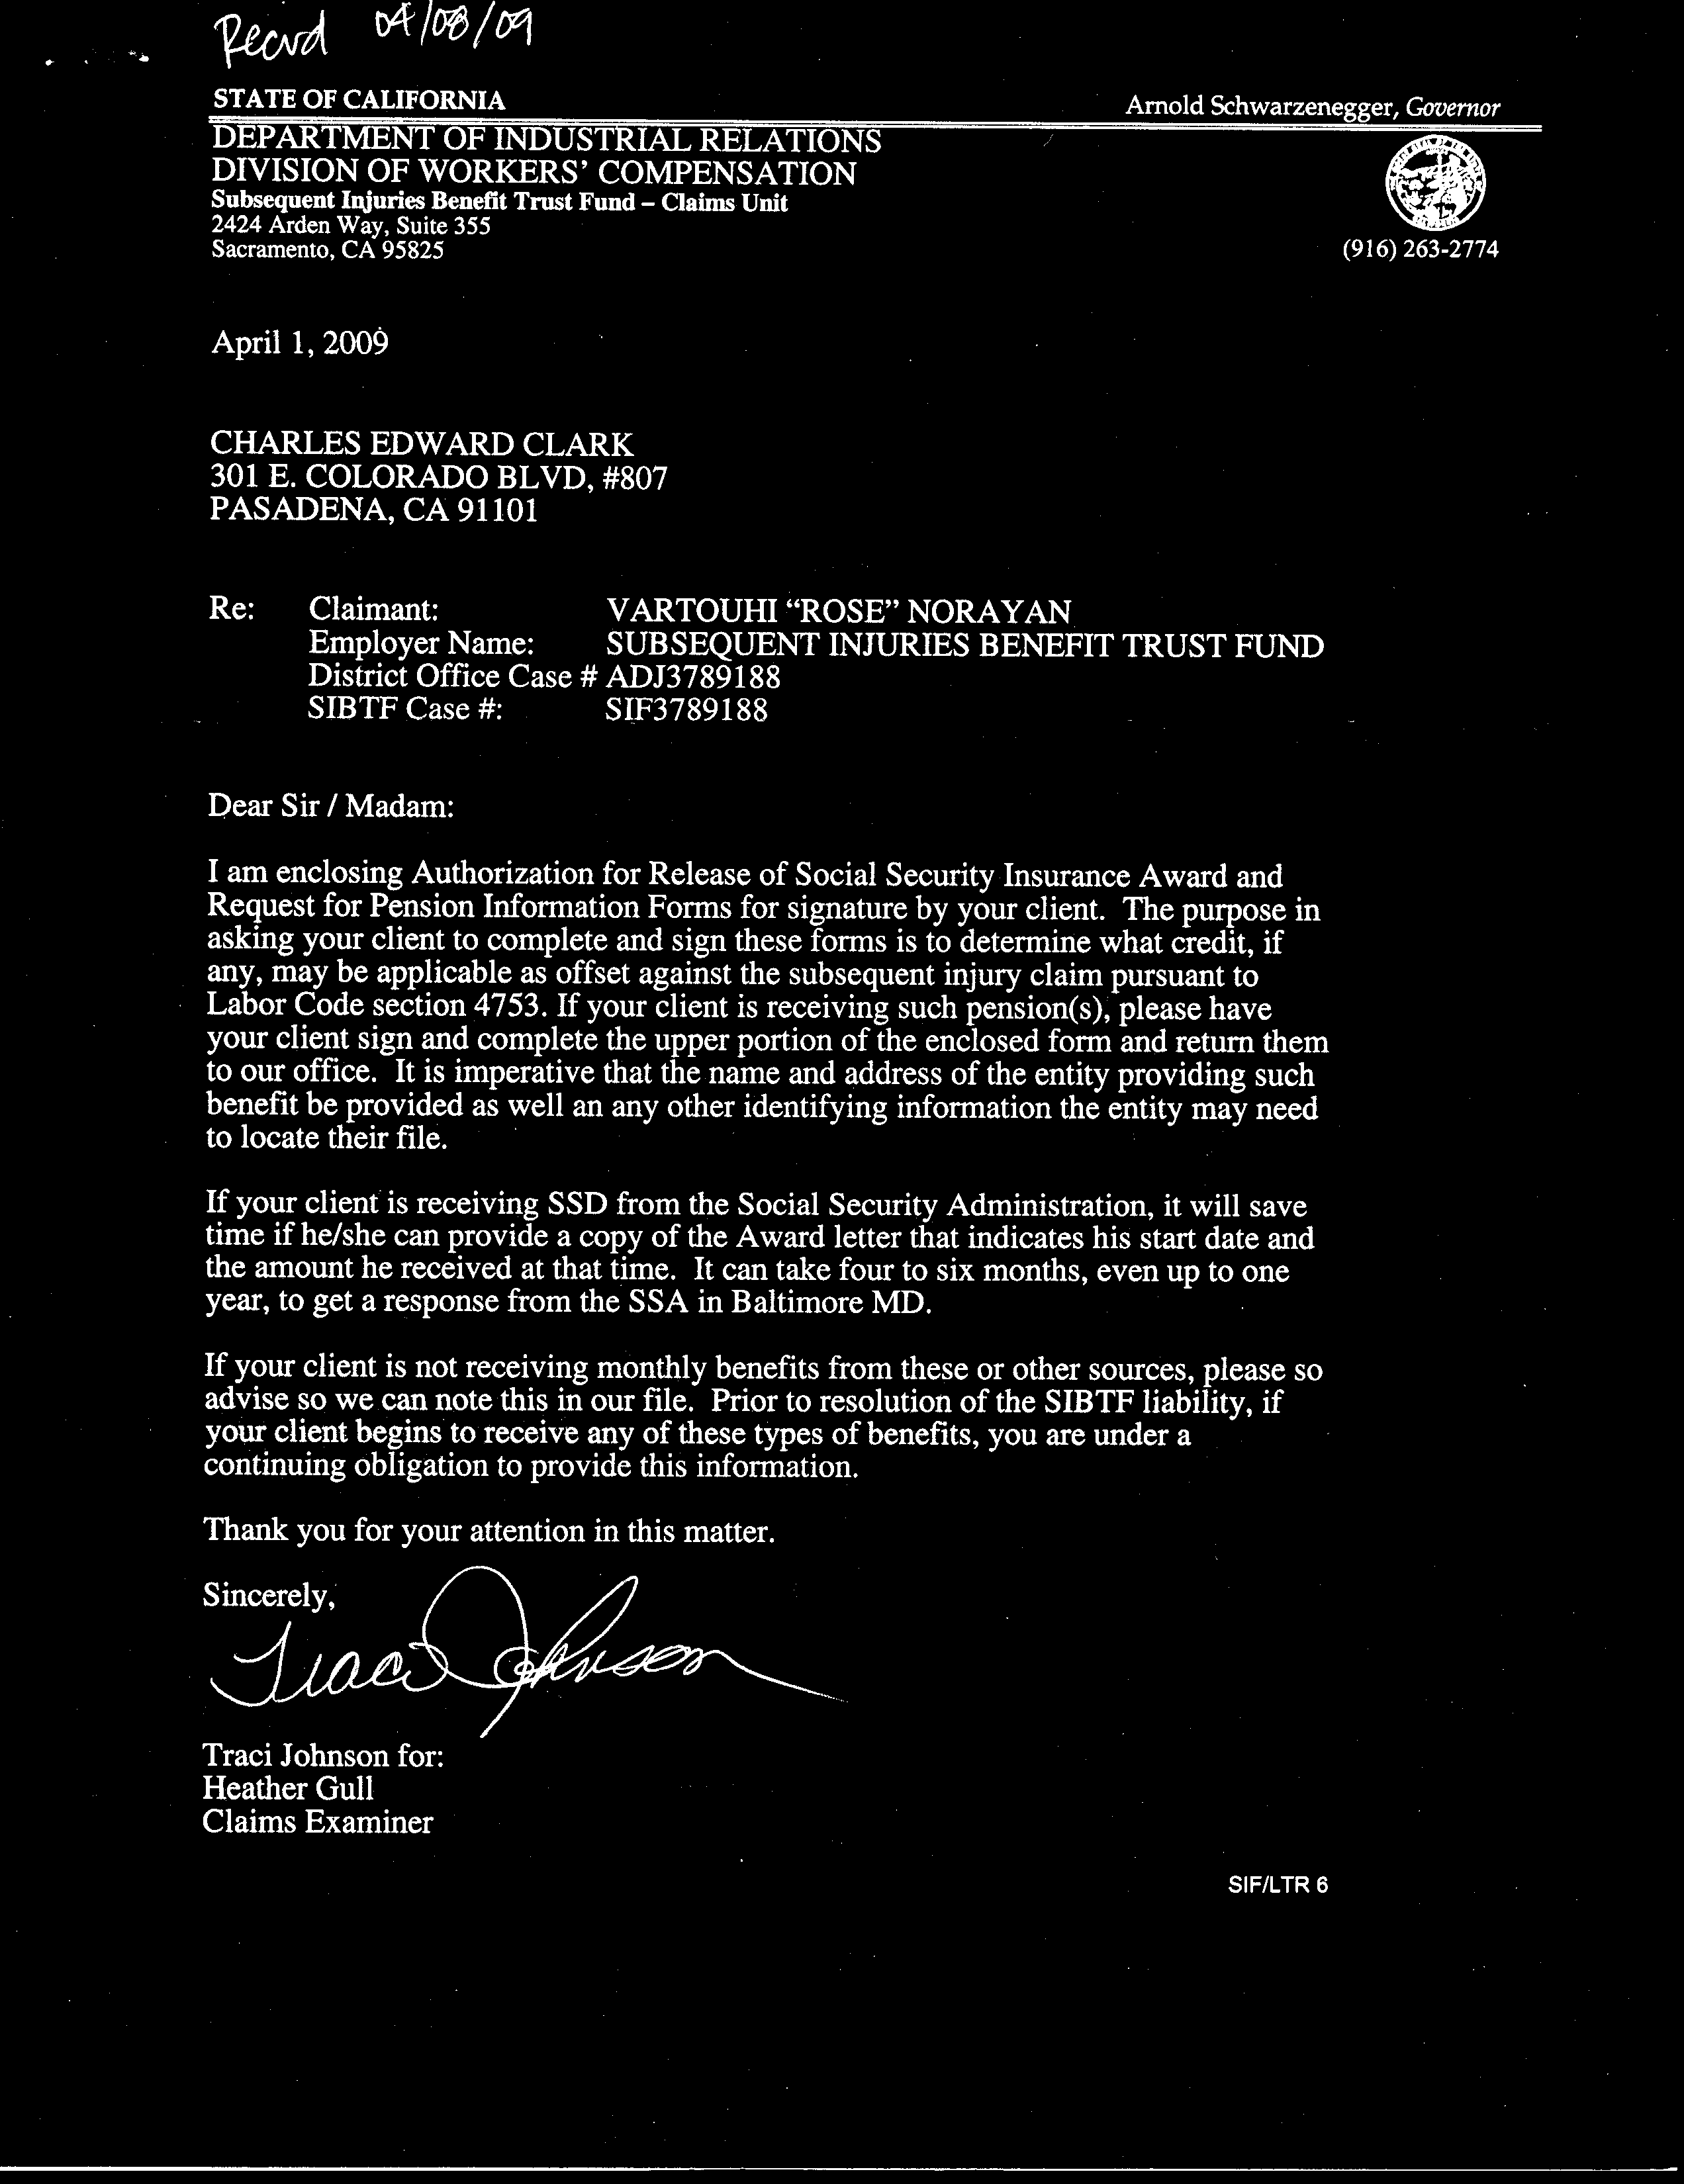 Recvd 04/08/09
STATE OF CALIFORNIA
Arnold Schwarzenegger, Governor
DEPARTMENT OF INDUSTRIAL RELATIONS
DIVISION OF WORKERS' COMPENSATION
Subsequent Injuries Benefit Trust Fund – Claims Unit
2424 Arden Way, Suite 355
Sacramento, CA 95825
(916) 263-2774
April 1, 2009
CHARLES EDWARD CLARK
301 E. COLORADO BLVD, #807
PASADENA, CA 91101
Re: Claimant: VARTOUHI “ROSE” NORAYAN
Employer Name: SUBSEQUENT INJURIES BENEFIT TRUST FUND
District Office Case # ADJ3789188
SIBTF Case #: SIF3789188
Dear Sir / Madam:
I am enclosing Authorization for Release of Social Security Insurance Award and
Request for Pension Information Forms for signature by your client. The purpose in
asking your client to complete and sign these forms is to determine what credit, if
any, may be applicable as offset against the subsequent injury claim pursuant to
Labor Code section 4753. If your client is receiving such pension(s), please have
your client sign and complete the upper portion of the enclosed form and return them
to our office. It is imperative that the name and address of the entity providing such
benefit be provided as well an any other identifying information the entity may need
to locate their file.
If your client is receiving SSD from the Social Security Administration, it will save
time if he/she can provide a copy of the Award letter that indicates his start date and
the amount he received at that time. It can take four to six months, even up to one
year, to get a response from the SSA in Baltimore MD.
If your client is not receiving monthly benefits from these or other sources, please so
advise so we can note this in our file. Prior to resolution of the SIBTF liability, if
your client begins to receive any of these types of benefits, you are under a
continuing obligation to provide this information.
Thank you for your attention in this matter.
Sincerely,
Traci Johnson
Traci Johnson for:
Heather Gull
Claims Examiner
SIF/LTR 6